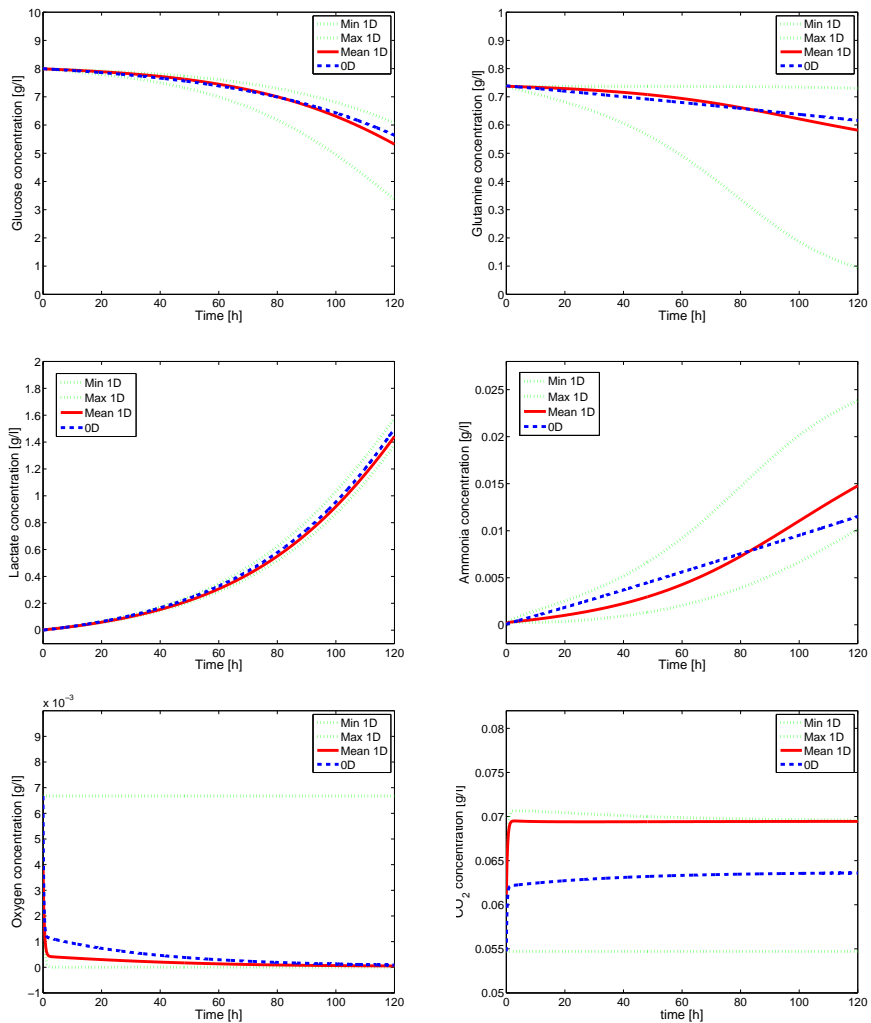 10
9
8
7
6
5
4
3
2
1
0
Glucose concentration [g/l]
0 20 40 60 80 100 120
Time [h]
Min 1D
Max 1D
Mean 1D
0D
1
0.9
0.8
0.7
0.6
0.5
0.4
0.3
0.2
0.1
0
Glutamine concentration [g/l]
0 20 40 60 80 100 120
Time [h]
Min 1D
Max 1D
Mean 1D
0D
2
1.8
1.6
1.4
1.2
1
0.8
0.6
0.4
0.2
0
Lactate concentration [g/l]
0 20 40 60 80 100 120
Time [h]
Min 1D
Max 1D
Mean 1D
0D
0.025
0.02
0.015
0.01
0.005
0
Ammonia concentration [g/l]
0 20 40 60 80 100 120
Time [h]
Min 1D
Max 1D
Mean 1D
0D
x 10⁻³
9
8
7
6
5
4
3
2
1
0
−1
Oxygen concentration [g/l]
0 20 40 60 80 100 120
Time [h]
Min 1D
Max 1D
Mean 1D
0D
0.08
0.075
0.07
0.065
0.06
0.055
0.05
CO₂ concentration [g/l]
0 20 40 60 80 100 120
time [h]
Min 1D
Max 1D
Mean 1D
0D